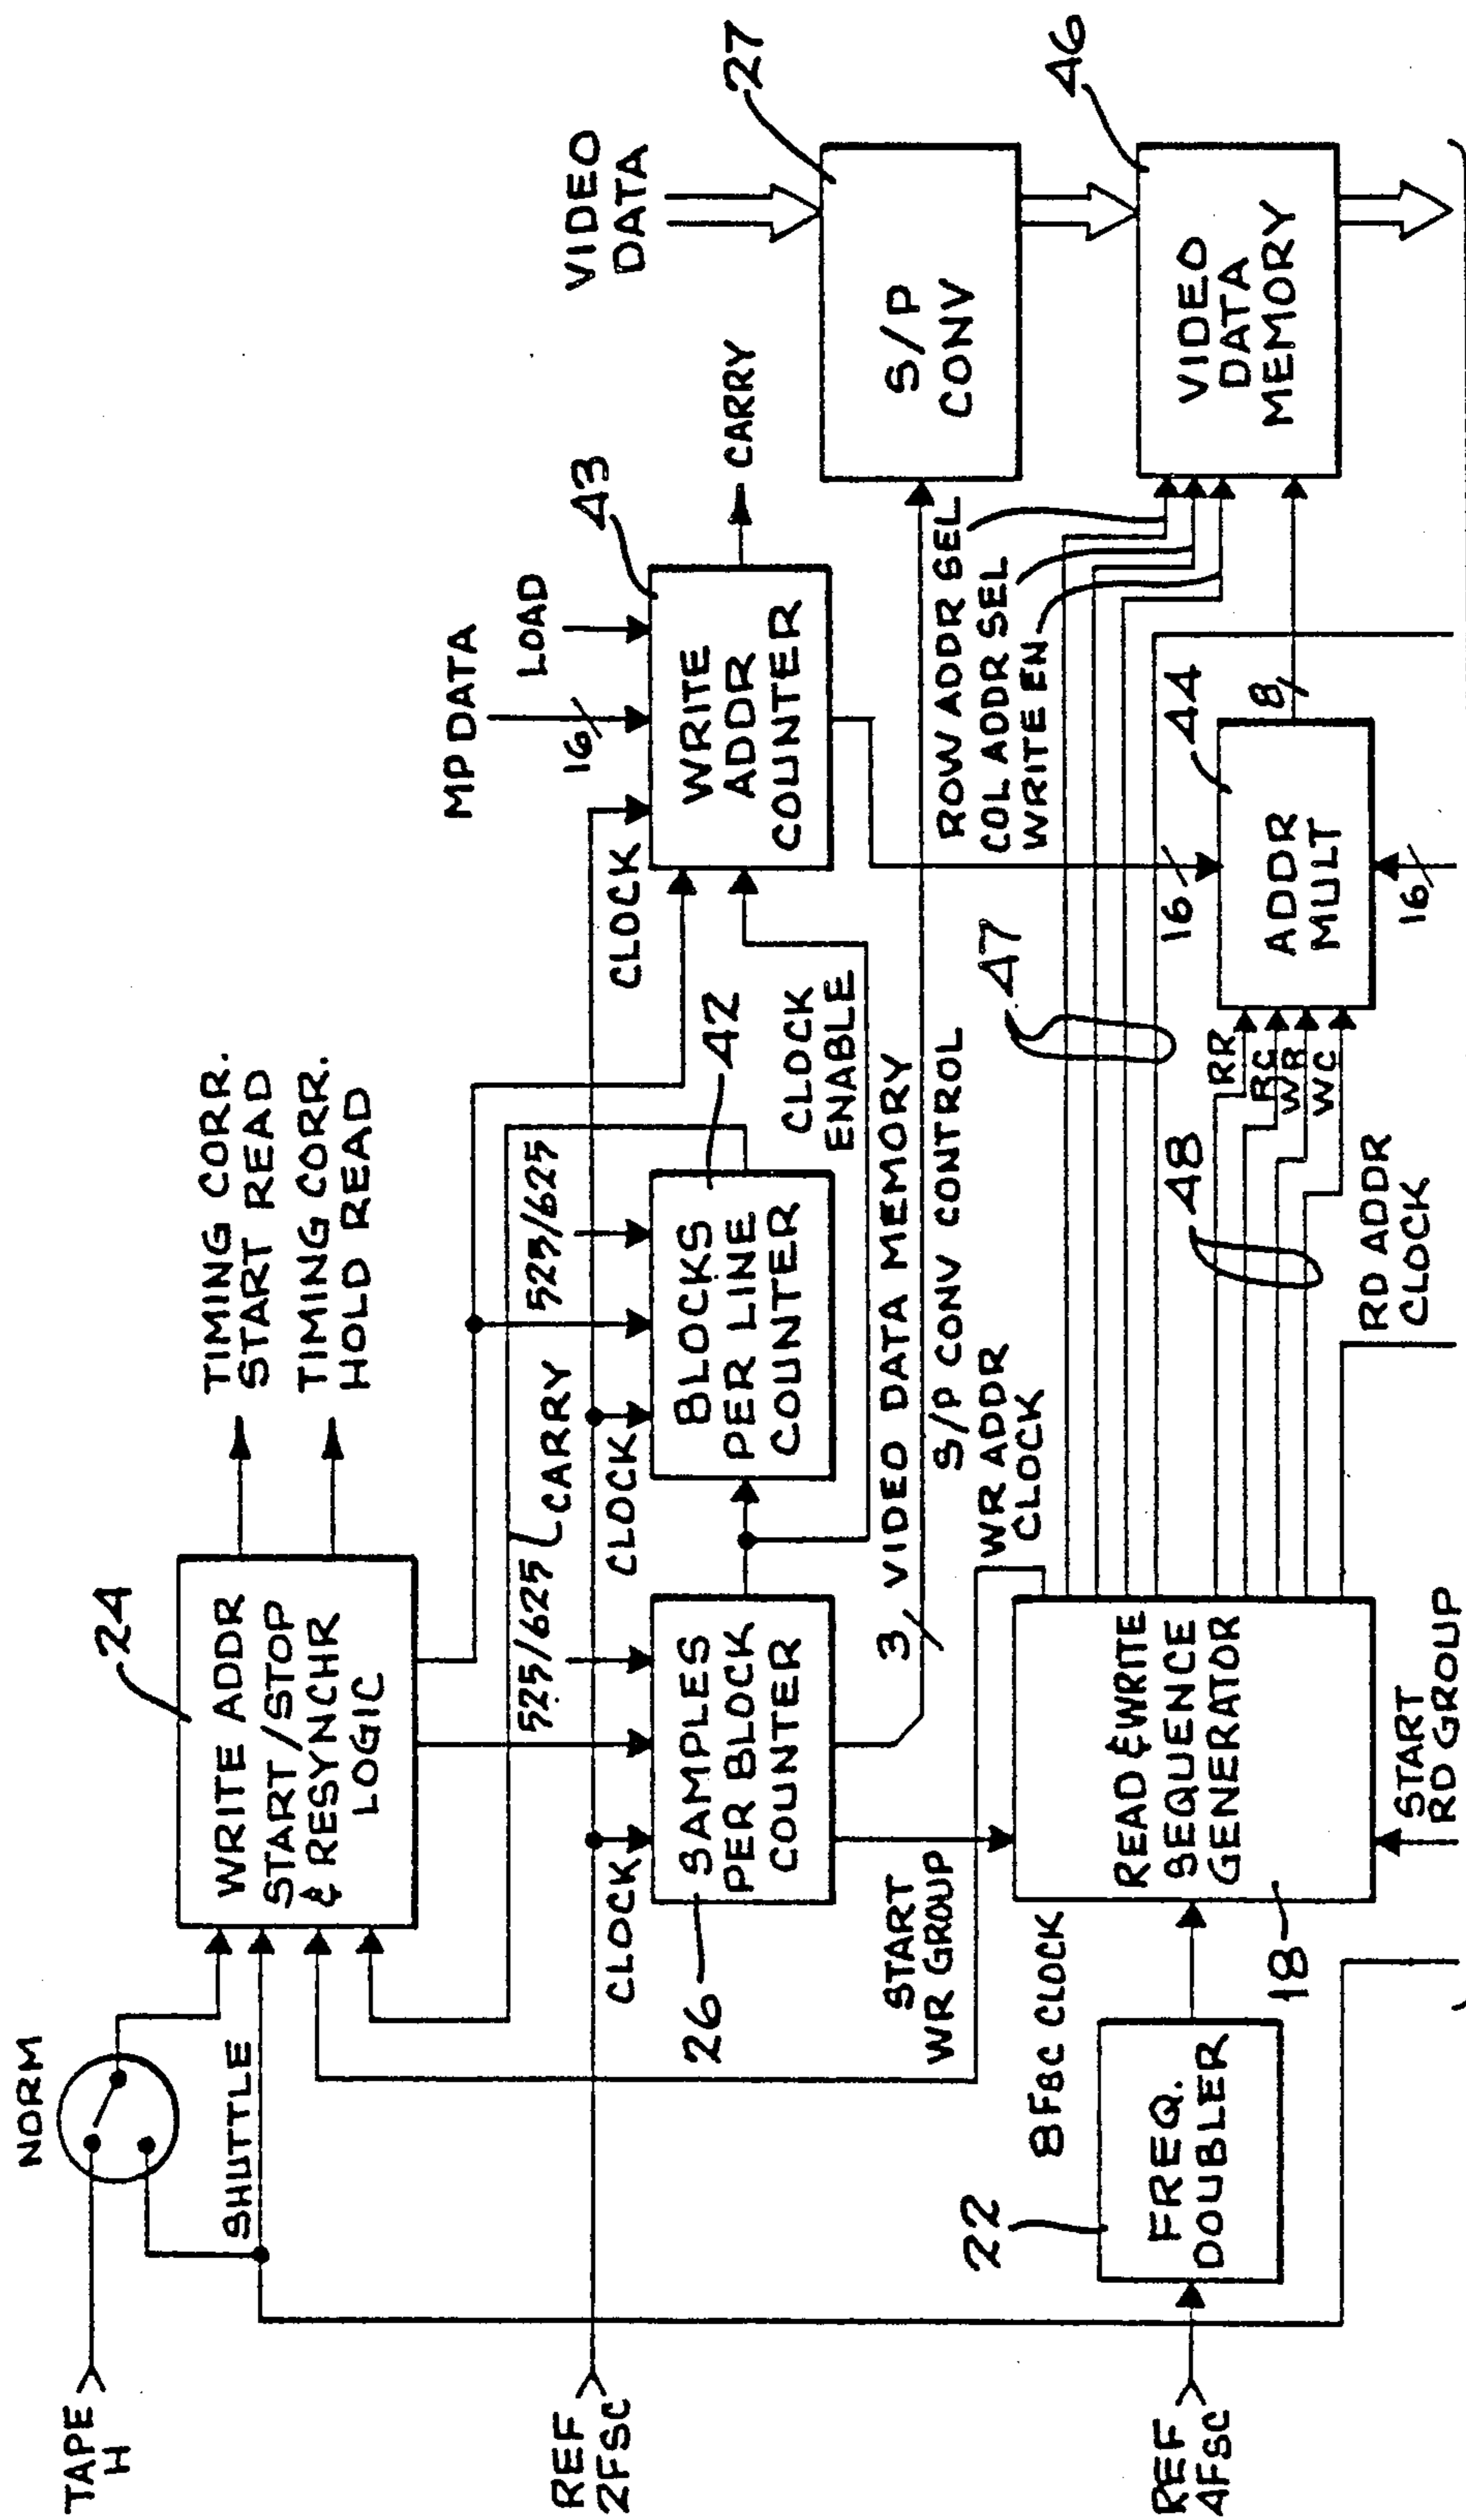 TAPE
H
NORM
SHUTTLE
24
WRITE ADDR
START/STOP
& RESYNCHR
LOGIC
TIMING CORR.
START READ
TIMING CORR.
HOLD READ
REF
2FSC
CLOCK
525/625
CARRY
CLOCK
525/625
CLOCK
MP DATA
16
LOAD
43
VIDEO
DATA
27
26
SAMPLES
PER BLOCK
COUNTER
BLOCKS
PER LINE
COUNTER
42
WRITE
ADDR
COUNTER
CARRY
CLOCK
ENABLE
S/P
CONV
START
WR GROUP
3
VIDEO DATA MEMORY
S/P CONV CONTROL
WR ADDR
CLOCK
47
ROW ADDR SEL
COL ADDR SEL
WRITE EN
46
REF
4FSC
22
FREQ.
DOUBLER
8FSC CLOCK
READ & WRITE
SEQUENCE
GENERATOR
18
START
RD GROUP
48
RR
RC
WR
WC
RD ADDR
CLOCK
16
44
ADDR
MULT
16
8
VIDEO
DATA
MEMORY